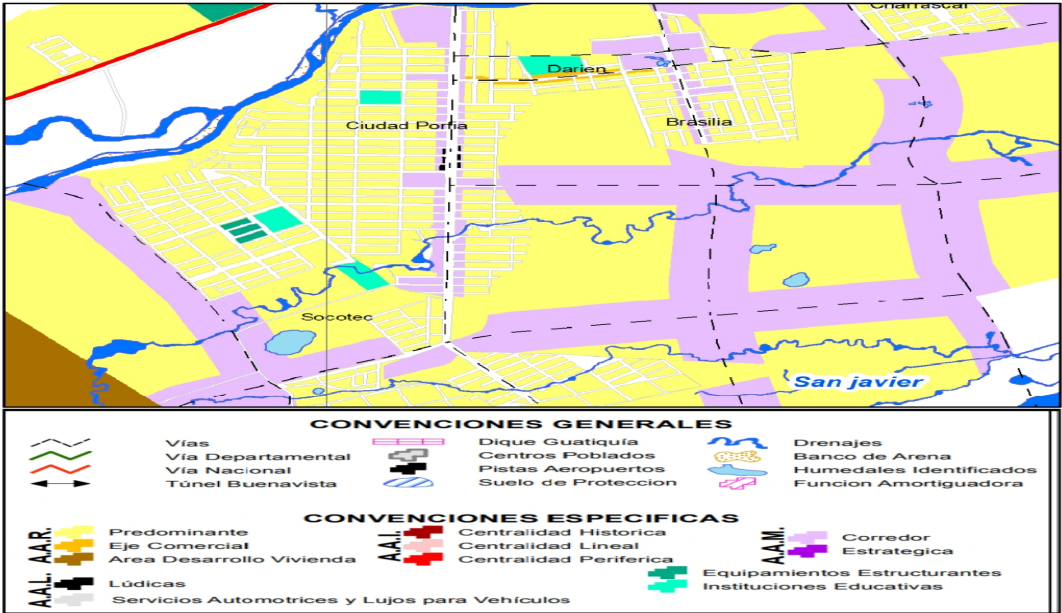 Charrascal
Darien
Ciudad Porfia
Brasilia
Socotec
San javier
CONVENCIONES GENERALES
Vías
Vía Departamental
Vía Nacional
Túnel Buenavista
Dique Guatiquía
Centros Poblados
Pistas Aeropuertos
Suelo de Proteccion
Drenajes
Banco de Arena
Humedales Identificados
Funcion Amortiguadora
CONVENCIONES ESPECIFICAS
A.A.R.
Predominante
Eje Comercial
Area Desarrollo Vivienda
A.A.I.
Centralidad Historica
Centralidad Lineal
Centralidad Periferica
A.A.M.
Corredor
Estrategica
A.A.L.
Lúdicas
Servicios Automotrices y Lujos para Vehículos
Equipamientos Estructurantes
Instituciones Educativas